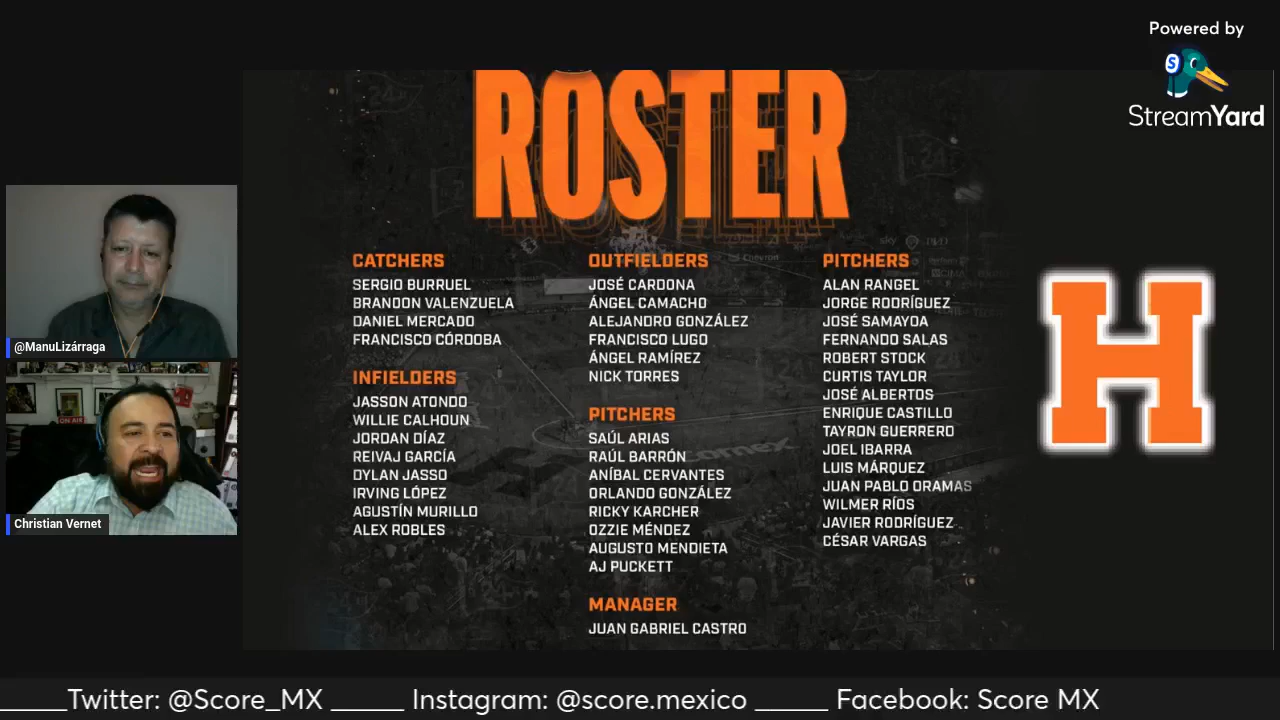 Powered by
StreamYard
@ManuLizárraga
ON AIR
Christian Vernet
ROSTER
CATCHERS
SERGIO BURRUEL
BRANDON VALENZUELA
DANIEL MERCADO
FRANCISCO CÓRDOBA
INFIELDERS
JASSON ATONDO
WILLIE CALHOUN
JORDAN DÍAZ
REIVAJ GARCÍA
DYLAN JASSO
IRVING LÓPEZ
AGUSTÍN MURILLO
ALEX ROBLES
OUTFIELDERS
JOSÉ CARDONA
ÁNGEL CAMACHO
ALEJANDRO GONZÁLEZ
FRANCISCO LUGO
ÁNGEL RAMÍREZ
NICK TORRES
PITCHERS
SAÚL ARIAS
RAÚL BARRÓN
ANÍBAL CERVANTES
ORLANDO GONZÁLEZ
RICKY KARCHER
OZZIE MÉNDEZ
AUGUSTO MENDIETA
AJ PUCKETT
MANAGER
JUAN GABRIEL CASTRO
PITCHERS
ALAN RANGEL
JORGE RODRÍGUEZ
JOSÉ SAMAYOA
FERNANDO SALAS
ROBERT STOCK
CURTIS TAYLOR
JOSÉ ALBERTOS
ENRIQUE CASTILLO
TAYRON GUERRERO
JOEL IBARRA
LUIS MÁRQUEZ
JUAN PABLO ORAMAS
WILMER RÍOS
JAVIER RODRÍGUEZ
CÉSAR VARGAS
H
_____Twitter: @Score_MX _____ Instagram: @score.mexico _____ Facebook: Score MX